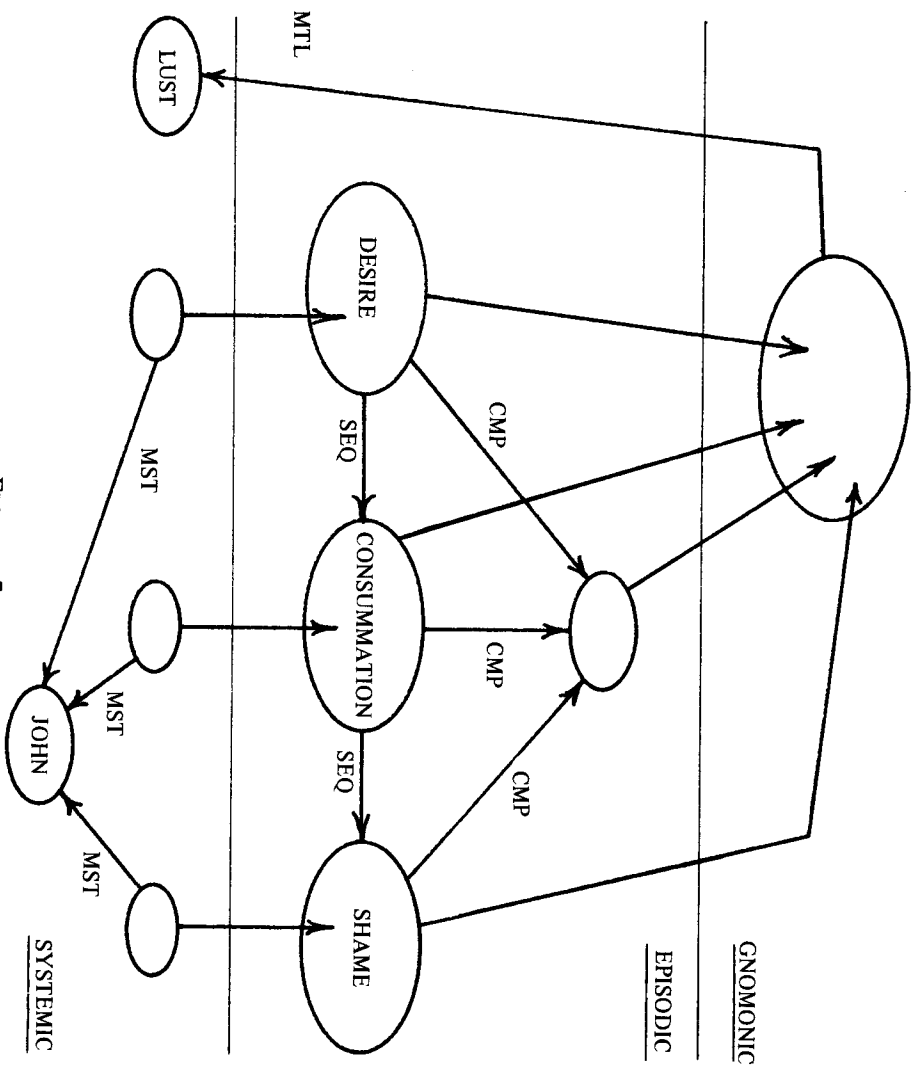 GNOMONIC
EPISODIC
CMP
CMP
CMP
DESIRE
CONSUMMATION
SHAME
SEQ
SEQ
MTL
LUST
MST
MST
MST
JOHN
SYSTEMIC